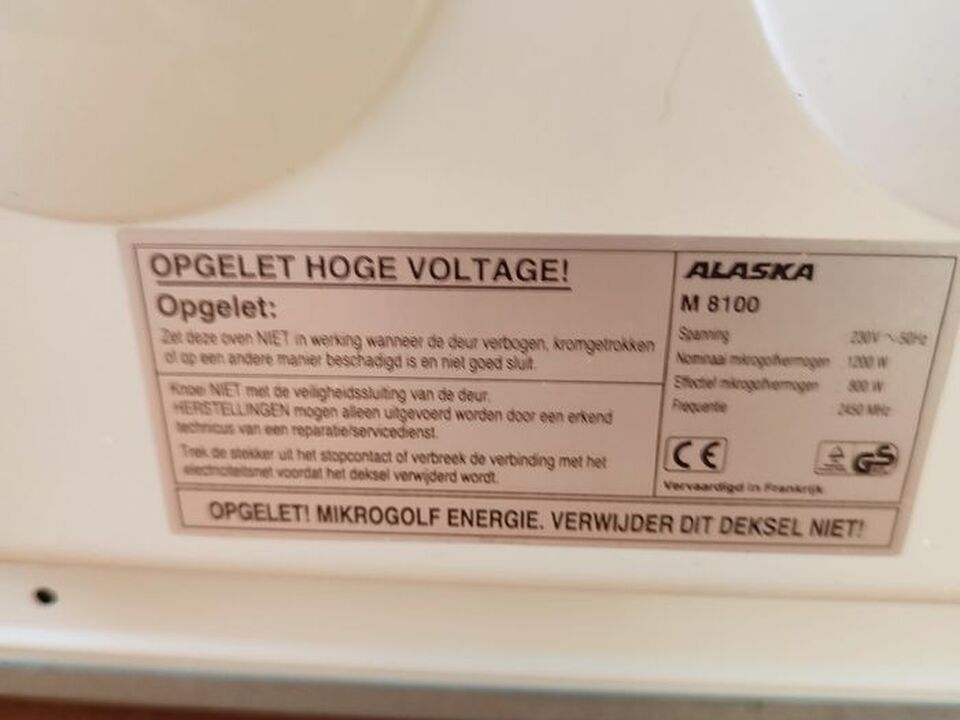 OPGELET HOGE VOLTAGE!
Opgelet:
Zet deze oven NIET in werking wanneer de deur verbogen, kromgetrokken
of op een andere manier beschadigd is en niet goed sluit.
Knoei NIET met de veiligheidssluiting van de deur.
HERSTELLINGEN mogen alleen uitgevoerd worden door een erkend
technicus van een reparatie/servicedienst.
Trek de stekker uit het stopcontact of verbreek de verbinding met het
electriciteitsnet voordat het deksel verwijderd wordt.
ALASKA
M 8100
Spanning 230V ~ 50Hz
Nominaal mikrogolfvermogen 1200 W
Effectief mikrogolfvermogen 800 W
Frequentie 2450 MHz
CE
GS
Vervaardigd in Frankrijk
OPGELET! MIKROGOLF ENERGIE. VERWIJDER DIT DEKSEL NIET!